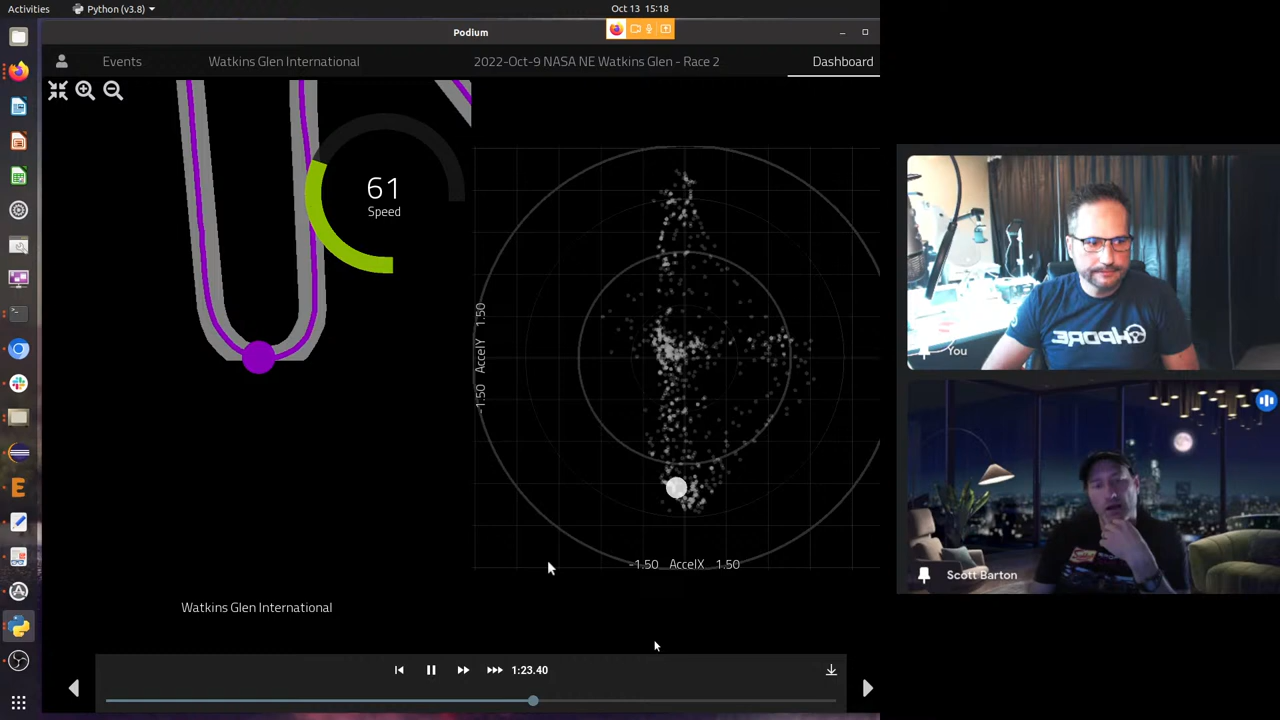 Activities
Python (v3.8)
Oct 13 15:18
Podium
Events
Watkins Glen International
2022-Oct-9 NASA NE Watkins Glen - Race 2
Dashboard
61
Speed
-1.50 AccelY 1.50
-1.50 AccelX 1.50
Watkins Glen International
1:23.40
You
Scott Barton